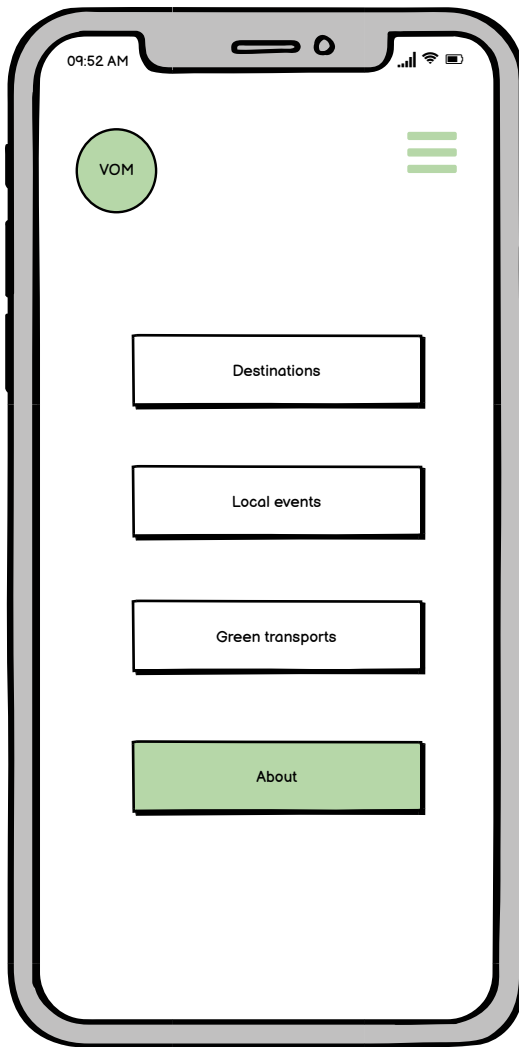 09:52 AM
VOM
Destinations
Local events
Green transports
About